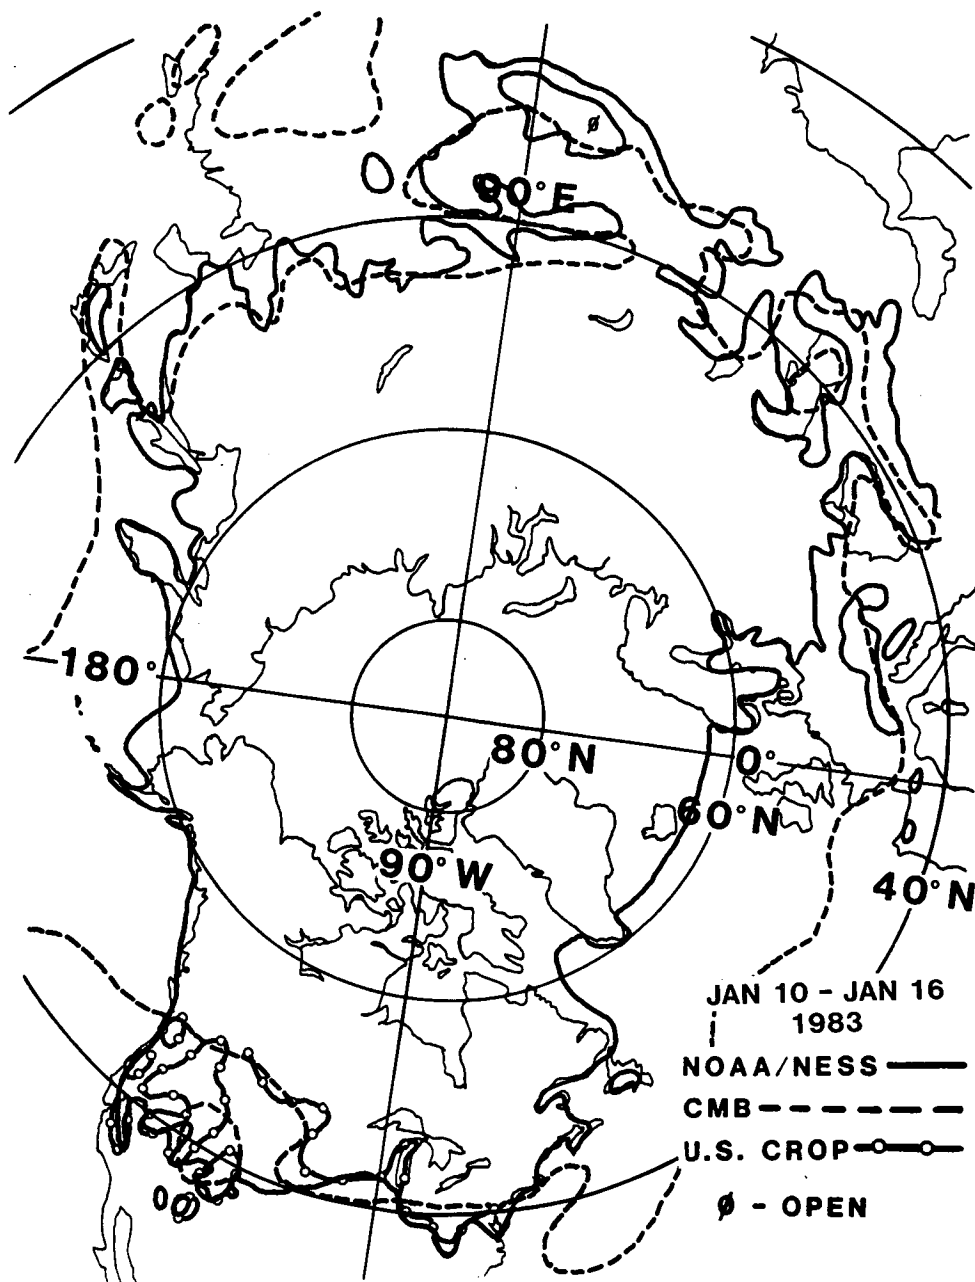 ø
90°E
180°
80°N
0°
60°N
90°W
40°N
JAN 10 - JAN 16
1983
NOAA/NESS
CMB
U.S. CROP
ø - OPEN